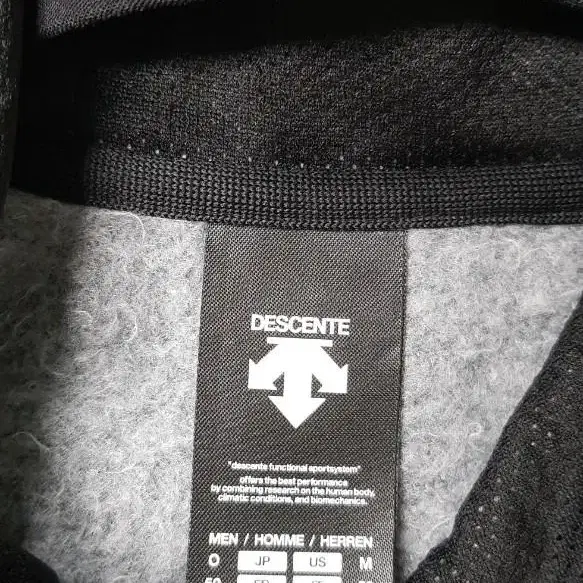 DESCENTE
"descente functional sportsystem"
offers the best performance
by combining research on the human body,
climatic conditions, and biomechanics.
MEN / HOMME / HERREN
O JP US M